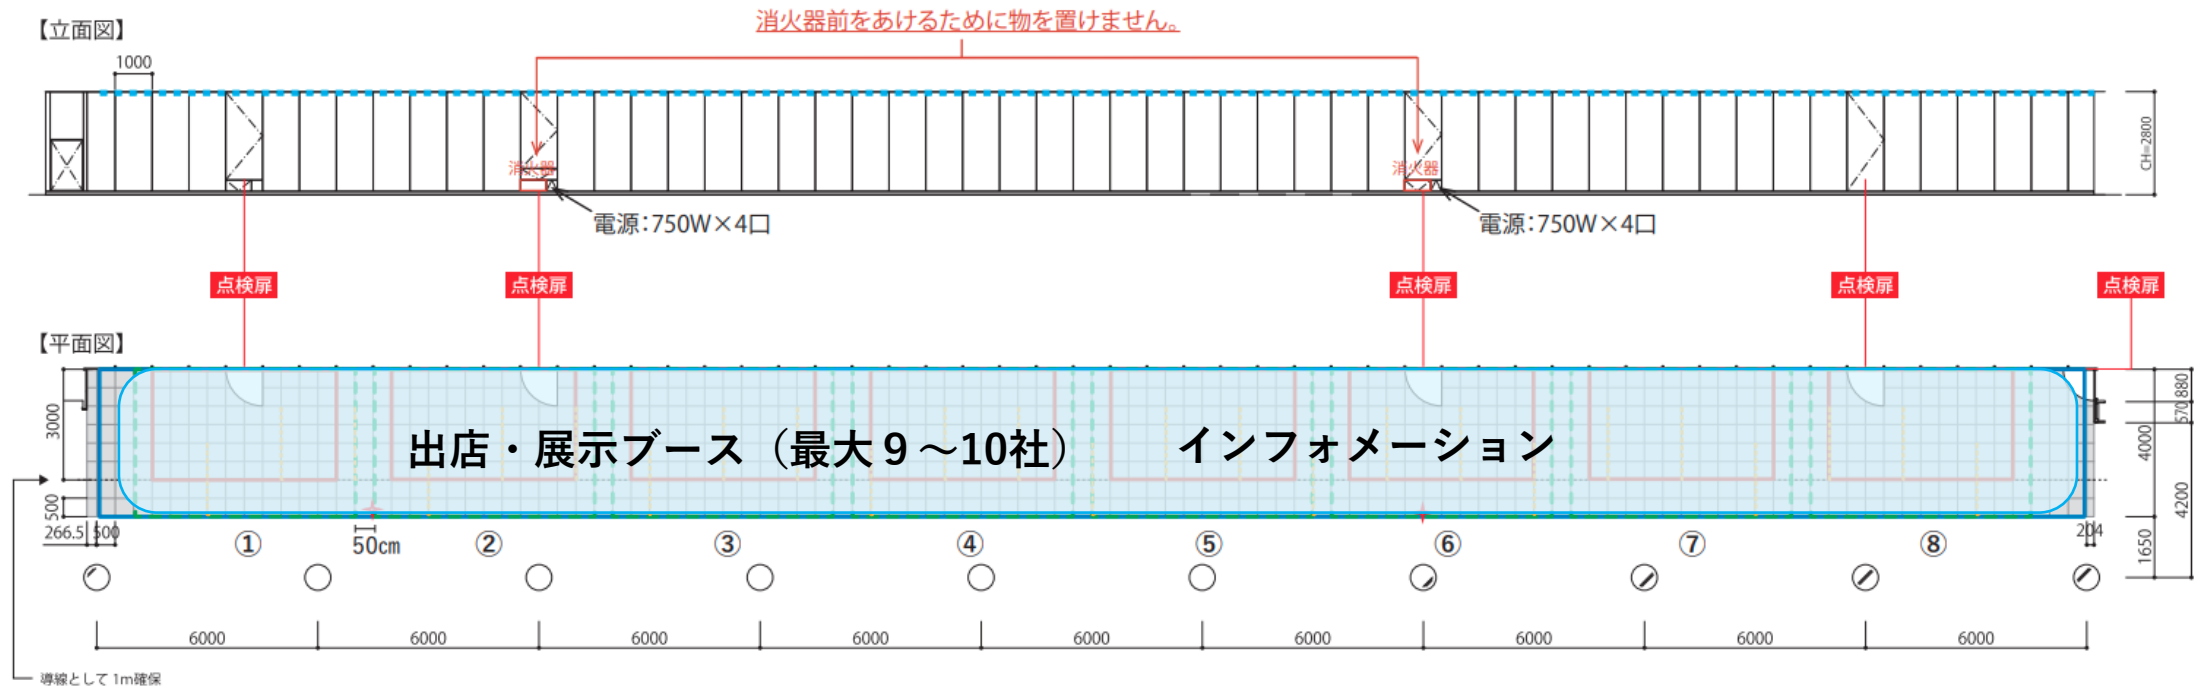 消火器前をあけるために物を置けません。
【立面図】
1000
CH=2800
消火器
消火器
電源:750W×4口
電源:750W×4口
点検扉
点検扉
点検扉
点検扉
点検扉
【平面図】
3000
500
880
570
4000
4200
出店・展示ブース（最大９～10社）
インフォメーション
266.5
500
50㎝
204
1650
①
②
③
④
⑤
⑥
⑦
⑧
6000
6000
6000
6000
6000
6000
6000
6000
6000
導線として 1m確保